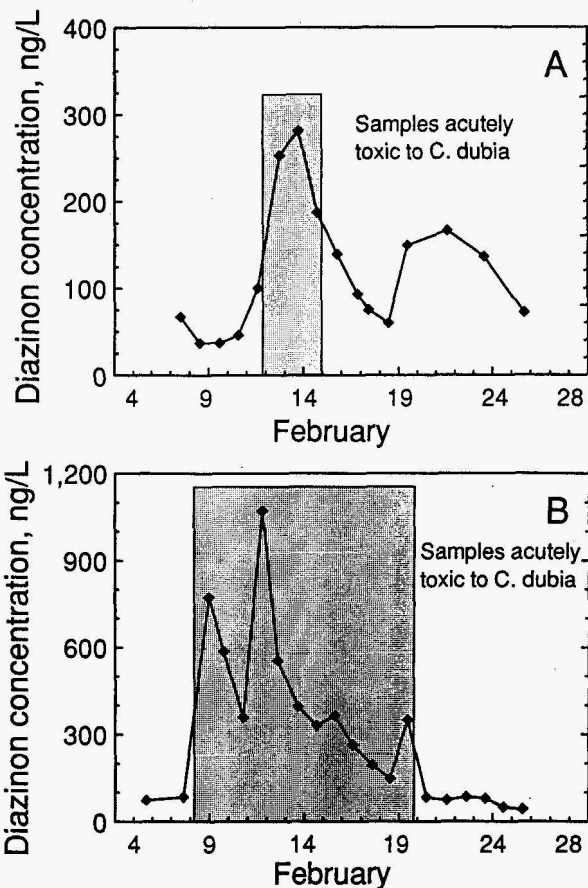 400
A
Samples acutely
toxic to C. dubia
300
200
100
0
4 9 14 19 24 28
February
Diazinon concentration, ng/L
1,200
B
Samples acutely
toxic to C. dubia
900
600
300
0
4 9 14 19 24 28
February
Diazinon concentration, ng/L